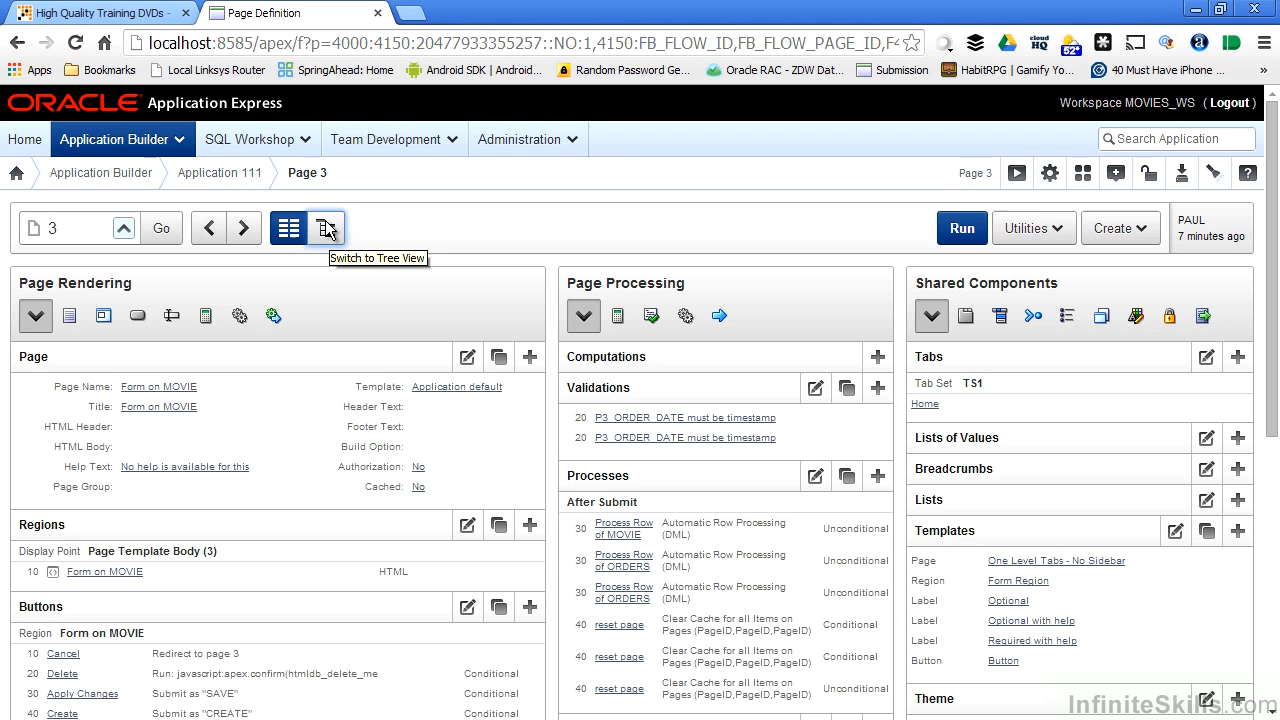 High Quality Training DVDs -
Page Definition
localhost:8585/apex/f?p=4000:4150:20477933355257::NO:1,4150:FB_FLOW_ID,FB_FLOW_PAGE_ID,F4
cloud HQ
52°
Apps
Bookmarks
Local Linksys Router
SpringAhead: Home
Android SDK | Android...
Random Password Ge...
Oracle RAC - ZDW Dat...
Submission
HabitRPG | Gamify Yo...
40 Must Have iPhone ...
»
ORACLE Application Express
Workspace MOVIES_WS ( Logout )
Home
Application Builder
SQL Workshop
Team Development
Administration
Search Application
Application Builder
Application 111
Page 3
Page 3
3
Go
Run
Utilities
Create
PAUL
7 minutes ago
Switch to Tree View
Page Rendering
Page
Page Name: Form on MOVIE
Template: Application default
Title: Form on MOVIE
Header Text:
HTML Header:
Footer Text:
HTML Body:
Build Option:
Help Text: No help is available for this
Authorization: No
Page Group:
Cached: No
Regions
Display Point Page Template Body (3)
10 Form on MOVIE HTML
Buttons
Region Form on MOVIE
10 Cancel Redirect to page 3
20 Delete Run: javascript:apex.confirm(htmldb_delete_me Conditional
30 Apply Changes Submit as "SAVE" Conditional
40 Create Submit as "CREATE" Conditional
Page Processing
Computations
Validations
20 P3_ORDER_DATE must be timestamp
20 P3_ORDER_DATE must be timestamp
Processes
After Submit
30 Process Row of MOVIE Automatic Row Processing (DML) Unconditional
30 Process Row of ORDERS Automatic Row Processing (DML) Unconditional
30 Process Row of ORDERS Automatic Row Processing (DML) Unconditional
40 reset page Clear Cache for all Items on Pages (PageID,PageID,PageID) Conditional
40 reset page Clear Cache for all Items on Pages (PageID,PageID,PageID) Conditional
40 reset page Clear Cache for all Items on Pages (PageID,PageID,PageID) Unconditional
Shared Components
Tabs
Tab Set TS1
Home
Lists of Values
Breadcrumbs
Lists
Templates
Page One Level Tabs - No Sidebar
Region Form Region
Label Optional
Label Optional with help
Label Required with help
Button Button
Theme
InfiniteSkills.com